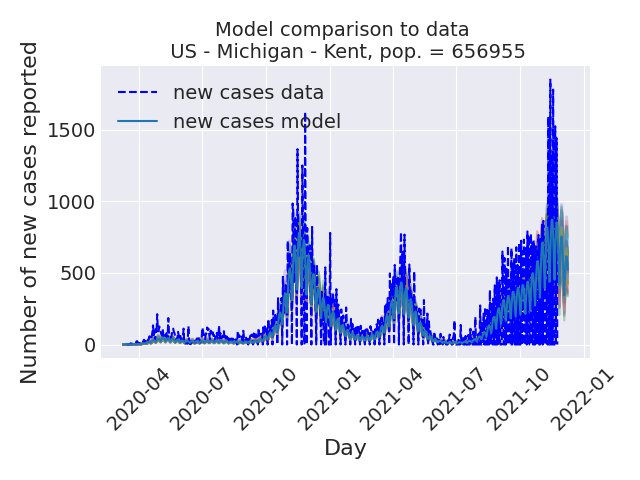 Model comparison to data
US - Michigan - Kent, pop. = 656955
Number of new cases reported
new cases data
new cases model
1500
1000
500
0
2020-04
2020-07
2020-10
2021-01
2021-04
2021-07
2021-10
2022-01
Day